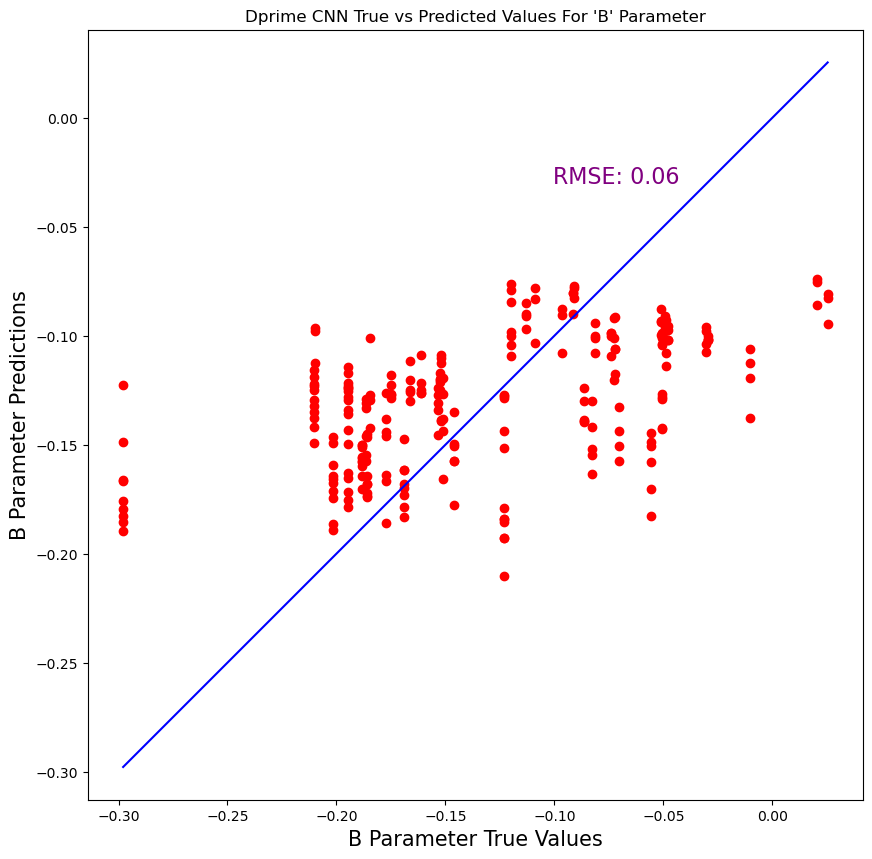 Dprime CNN True vs Predicted Values For 'B' Parameter
0.00
RMSE: 0.06
−0.05
−0.10
B Parameter Predictions
−0.15
−0.20
−0.25
−0.30
−0.30 −0.25 −0.20 −0.15 −0.10 −0.05 0.00
B Parameter True Values